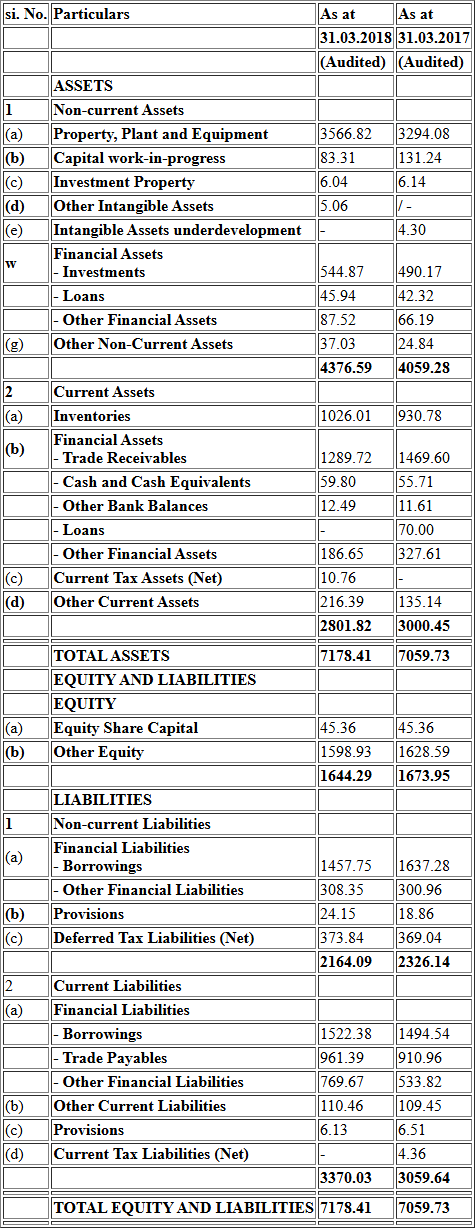 si. No. Particulars As at As at
31.03.2018 31.03.2017
(Audited) (Audited)
ASSETS
1 Non-current Assets
(a) Property, Plant and Equipment 3566.82 3294.08
(b) Capital work-in-progress 83.31 131.24
(c) Investment Property 6.04 6.14
(d) Other Intangible Assets 5.06 / -
(e) Intangible Assets underdevelopment - 4.30
w Financial Assets
- Investments 544.87 490.17
- Loans 45.94 42.32
- Other Financial Assets 87.52 66.19
(g) Other Non-Current Assets 37.03 24.84
4376.59 4059.28
2 Current Assets
(a) Inventories 1026.01 930.78
(b) Financial Assets
- Trade Receivables 1289.72 1469.60
- Cash and Cash Equivalents 59.80 55.71
- Other Bank Balances 12.49 11.61
- Loans - 70.00
- Other Financial Assets 186.65 327.61
(c) Current Tax Assets (Net) 10.76 -
(d) Other Current Assets 216.39 135.14
2801.82 3000.45
TOTAL ASSETS 7178.41 7059.73
EQUITY AND LIABILITIES
EQUITY
(a) Equity Share Capital 45.36 45.36
(b) Other Equity 1598.93 1628.59
1644.29 1673.95
LIABILITIES
1 Non-current Liabilities
(a) Financial Liabilities
- Borrowings 1457.75 1637.28
- Other Financial Liabilities 308.35 300.96
(b) Provisions 24.15 18.86
(c) Deferred Tax Liabilities (Net) 373.84 369.04
2164.09 2326.14
2 Current Liabilities
(a) Financial Liabilities
- Borrowings 1522.38 1494.54
- Trade Payables 961.39 910.96
- Other Financial Liabilities 769.67 533.82
(b) Other Current Liabilities 110.46 109.45
(c) Provisions 6.13 6.51
(d) Current Tax Liabilities (Net) - 4.36
3370.03 3059.64
TOTAL EQUITY AND LIABILITIES 7178.41 7059.73